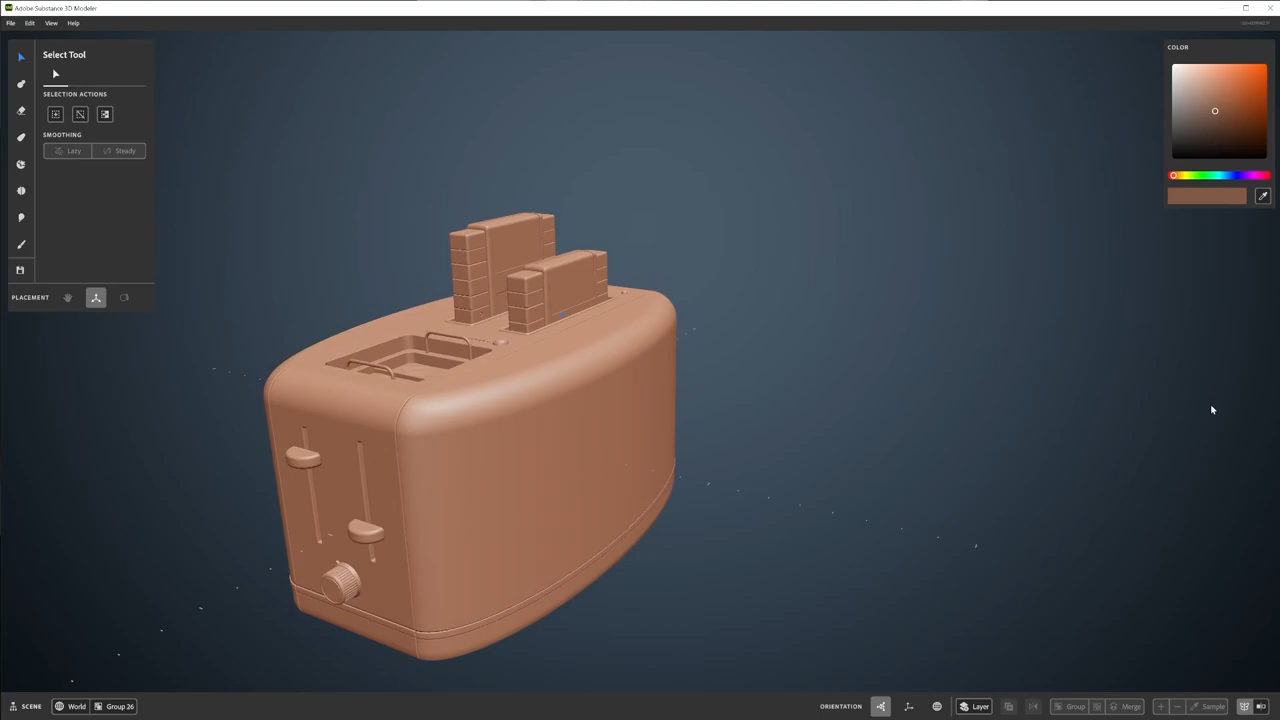 Adobe Substance 3D Modeler
File Edit View Help
Select Tool
SELECTION ACTIONS
SMOOTHING
Lazy Steady
PLACEMENT
COLOR
SCENE World Group 26 ORIENTATION Layer Group Merge Sample